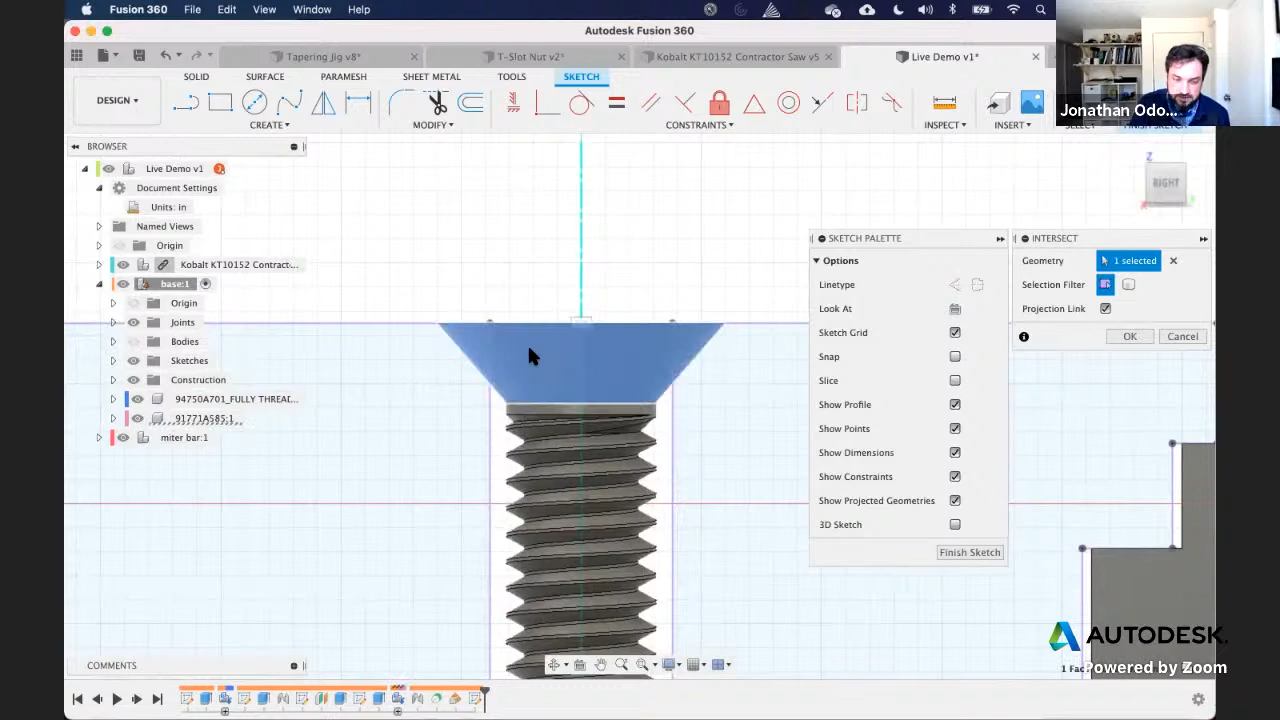 Fusion 360 File Edit View Window Help
Autodesk Fusion 360
Tapering Jig v8* T-Slot Nut v2* Kobalt KT10152 Contractor Saw v5 Live Demo v1*
SOLID SURFACE PARAMESH SHEET METAL TOOLS SKETCH
DESIGN
CREATE MODIFY CONSTRAINTS INSPECT INSERT
Jonathan Odo...
BROWSER
Live Demo v1
Document Settings
Units: in
Named Views
Origin
Kobalt KT10152 Contract...
base:1
Origin
Joints
Bodies
Sketches
Construction
94750A701_FULLY THREAL...
91771A585:1
miter bar:1
COMMENTS
Z
RIGHT
SKETCH PALETTE
Options
Linetype
Look At
Sketch Grid
Snap
Slice
Show Profile
Show Points
Show Dimensions
Show Constraints
Show Projected Geometries
3D Sketch
Finish Sketch
INTERSECT
Geometry 1 selected
Selection Filter
Projection Link
OK Cancel
AUTODESK.
Powered by Zoom